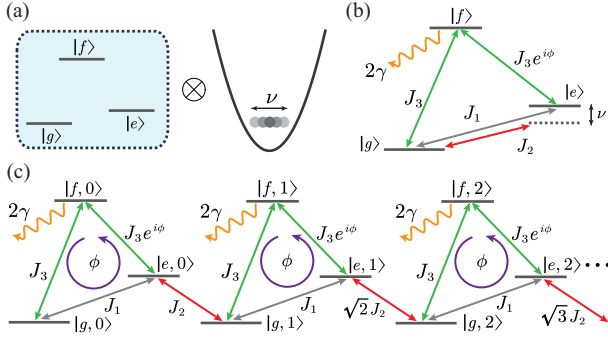 (a)
|f⟩
|g⟩
|e⟩
⊗
ν
(b)
|f⟩
2γ
J₃e^{iϕ}
J₃
|e⟩
J₁
ν
J₂
|g⟩
(c)
|f, 0⟩
2γ
J₃e^{iϕ}
J₃
ϕ
|e, 0⟩
J₁
J₂
|g, 0⟩
|f, 1⟩
2γ
J₃e^{iϕ}
J₃
ϕ
|e, 1⟩
J₁
√2 J₂
|g, 1⟩
|f, 2⟩
2γ
J₃e^{iϕ}
J₃
ϕ
|e, 2⟩
···
J₁
√3 J₂
|g, 2⟩